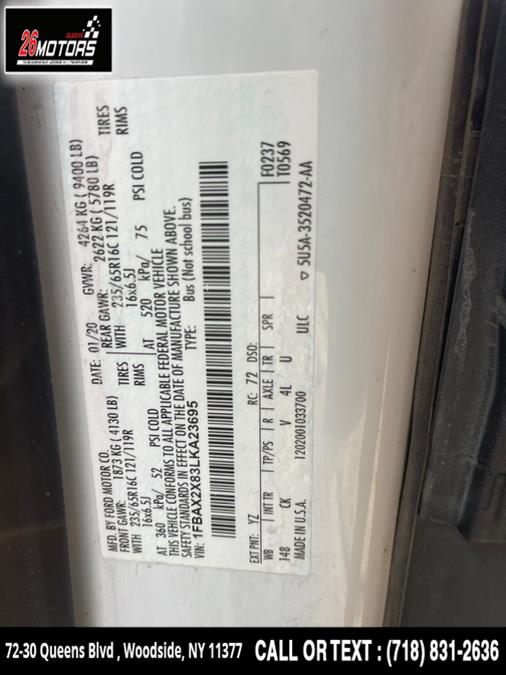 QUEENS
26MOTORS
MFD. BY FORD MOTOR CO.
DATE: 01/20 GVWR: 4264 KG ( 9400 LB)
FRONT GAWR: 1873 KG ( 4130 LB) REAR GAWR: 2622 KG ( 5780 LB)
WITH 235/65R16C 121/119R TIRES WITH 235/65R16C 121/119R TIRES
16x6.5J RIMS 16x6.5J RIMS
AT 360 kPa/ 52 PSI COLD AT 520 kPa/ 75 PSI COLD
THIS VEHICLE CONFORMS TO ALL APPLICABLE FEDERAL MOTOR VEHICLE
SAFETY STANDARDS IN EFFECT ON THE DATE OF MANUFACTURE SHOWN ABOVE.
VIN: 1FBAX2X83LKA23695 TYPE: Bus (Not school bus)
F0237
T0569
EXT PNT: YZ RC: 72 DSO:
WB INT TR TP/PS R AXLE TR SPR
148 CK V 4L U
MADE IN U.S.A. 1202001033700 ULC ▽ 5U5A-3520472-AA
72-30 Queens Blvd , Woodside, NY 11377 CALL OR TEXT : (718) 831-2636